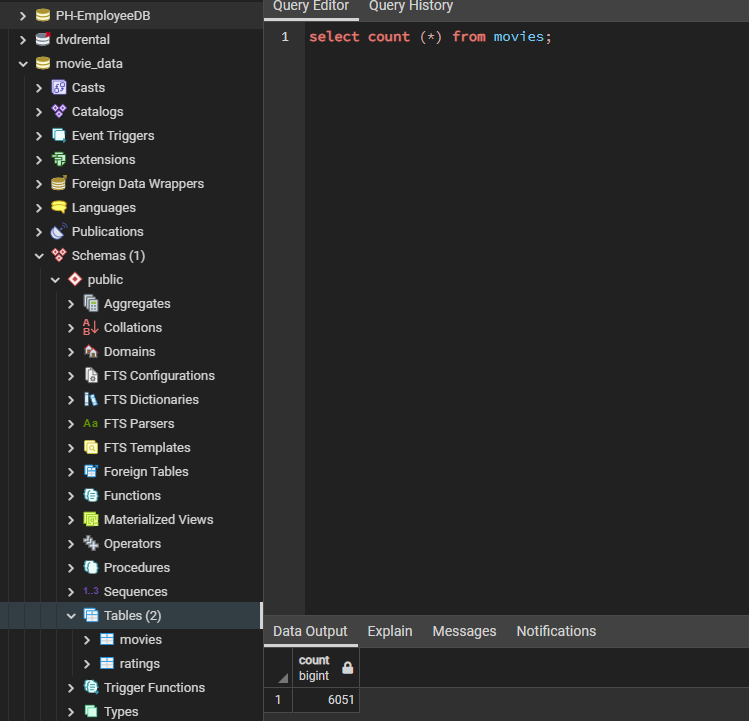 PH-EmployeeDB
dvdrental
movie_data
Casts
Catalogs
Event Triggers
Extensions
Foreign Data Wrappers
Languages
Publications
Schemas (1)
public
Aggregates
Collations
Domains
FTS Configurations
FTS Dictionaries
Aa FTS Parsers
FTS Templates
Foreign Tables
Functions
Materialized Views
Operators
Procedures
1..3 Sequences
Tables (2)
movies
ratings
Trigger Functions
Types
Query Editor Query History
1 select count (*) from movies;
Data Output Explain Messages Notifications
count
bigint
1 6051